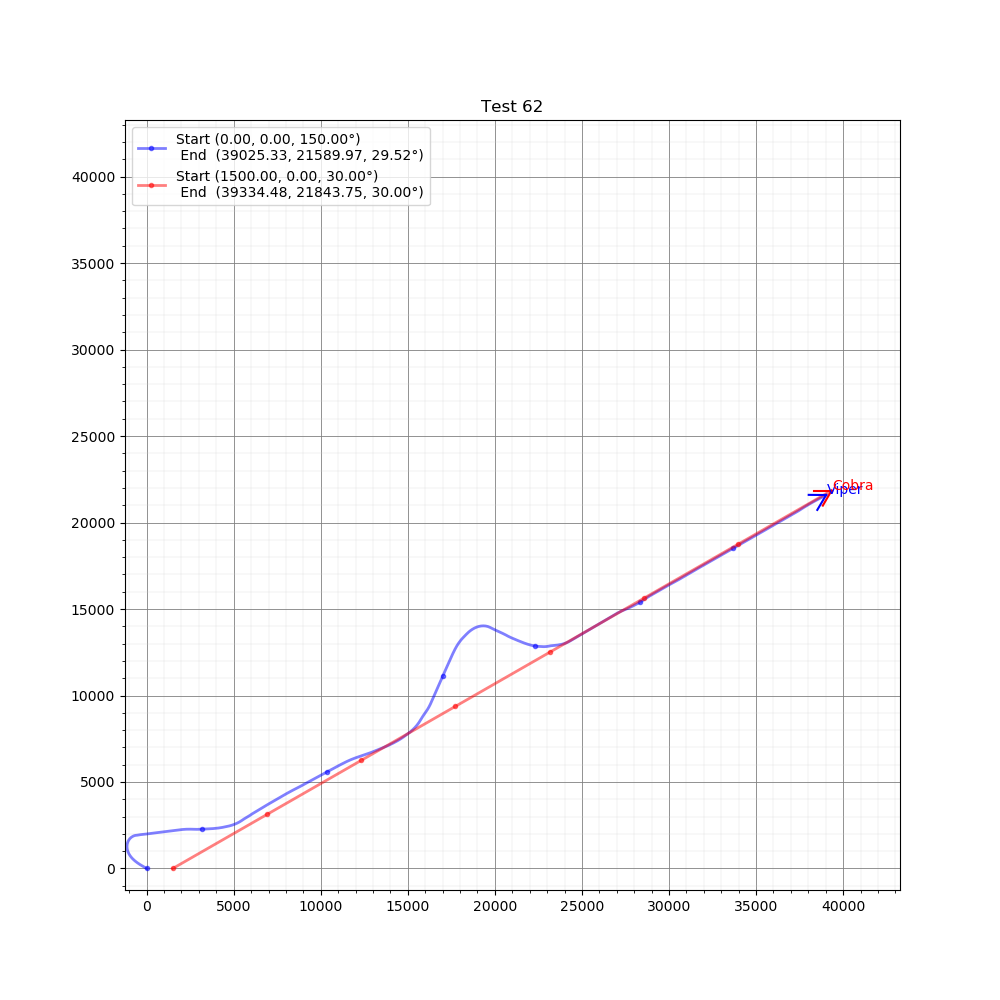 Test 62
Start (0.00, 0.00, 150.00°)
End (39025.33, 21589.97, 29.52°)
Start (1500.00, 0.00, 30.00°)
End (39334.48, 21843.75, 30.00°)
40000
35000
30000
25000
20000
15000
10000
5000
0
Cobra
Viper
0 5000 10000 15000 20000 25000 30000 35000 40000